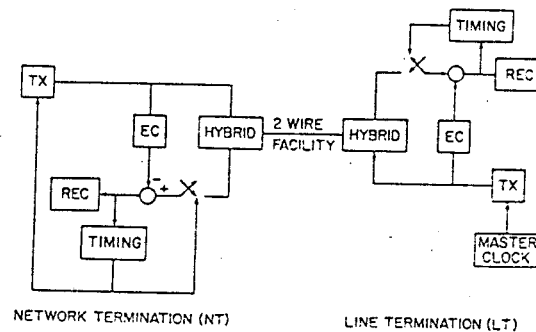 TIMING
TX
REC
EC
HYBRID
2 WIRE
FACILITY
HYBRID
EC
- +
REC
TX
TIMING
MASTER
CLOCK
NETWORK TERMINATION (NT)
LINE TERMINATION (LT)